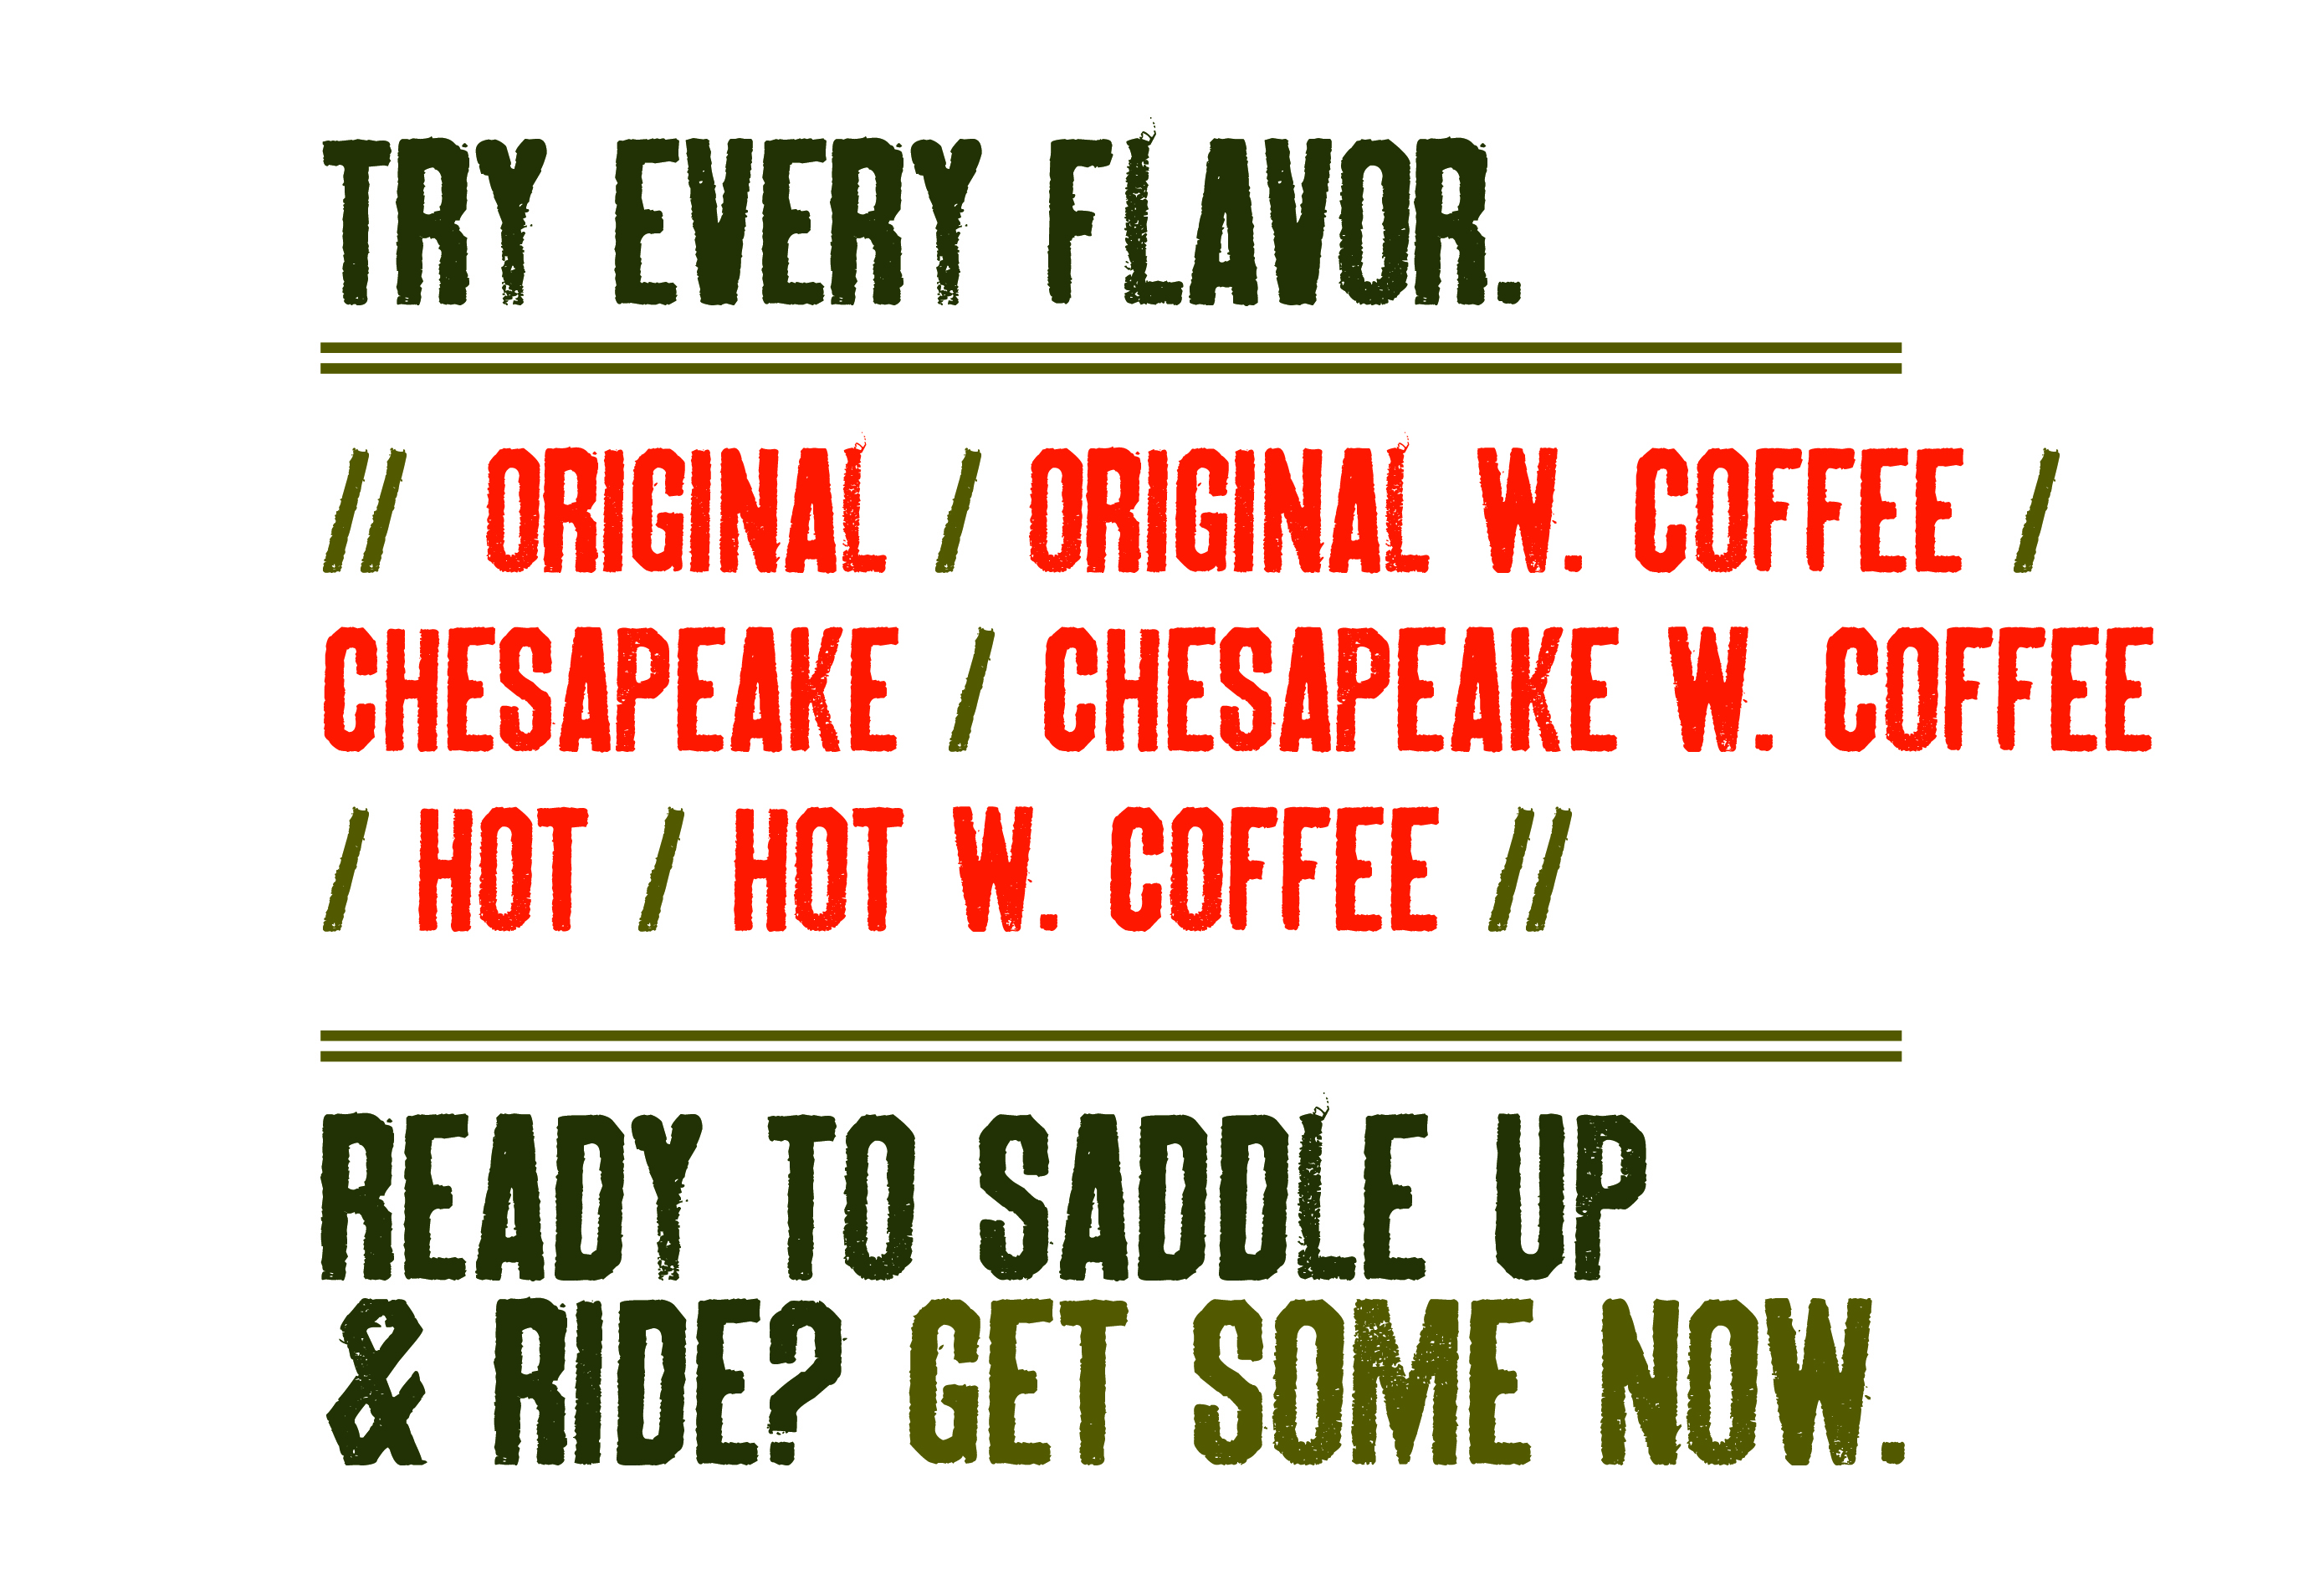 TRY EVERY FLAVOR.
// ORIGINAL / ORIGINAL W. COFFEE /
CHESAPEAKE / CHESAPEAKE W. COFFEE
/ HOT / HOT W. COFFEE //
READY TO SADDLE UP
& RIDE? GET SOME NOW.